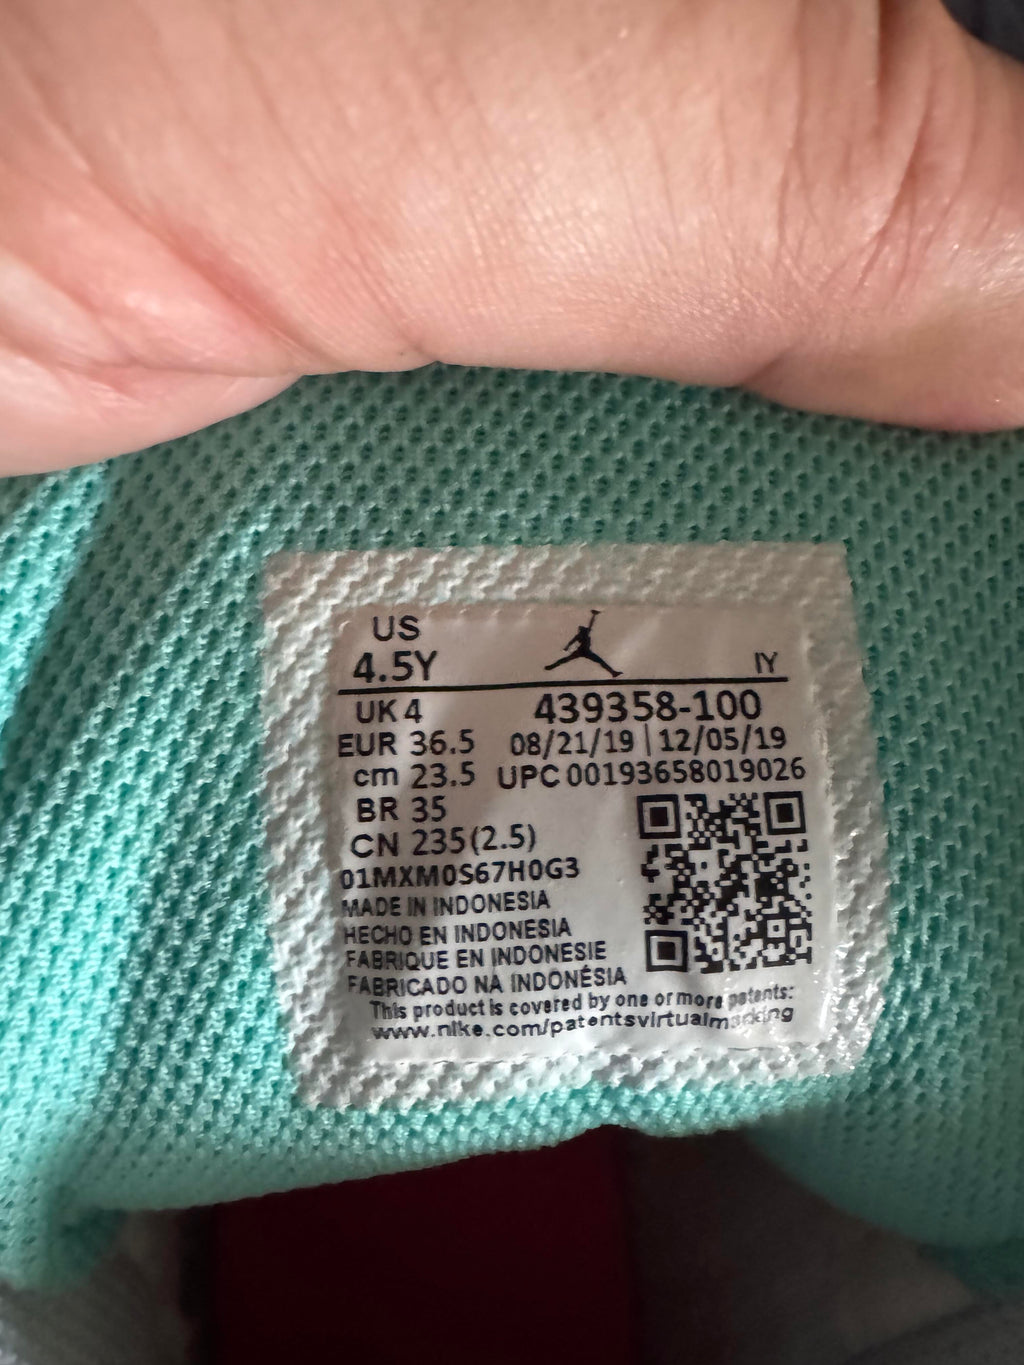 US
4.5Y
IY
UK 4
439358-100
EUR 36.5
08/21/19 | 12/05/19
cm 23.5
UPC 00193658019026
BR 35
CN 235(2.5)
01MXM0S67H0G3
MADE IN INDONESIA
HECHO EN INDONESIA
FABRIQUE EN INDONESIE
FABRICADO NA INDONÉSIA
This product is covered by one or more patents:
www.nike.com/patentsvirtualmarking